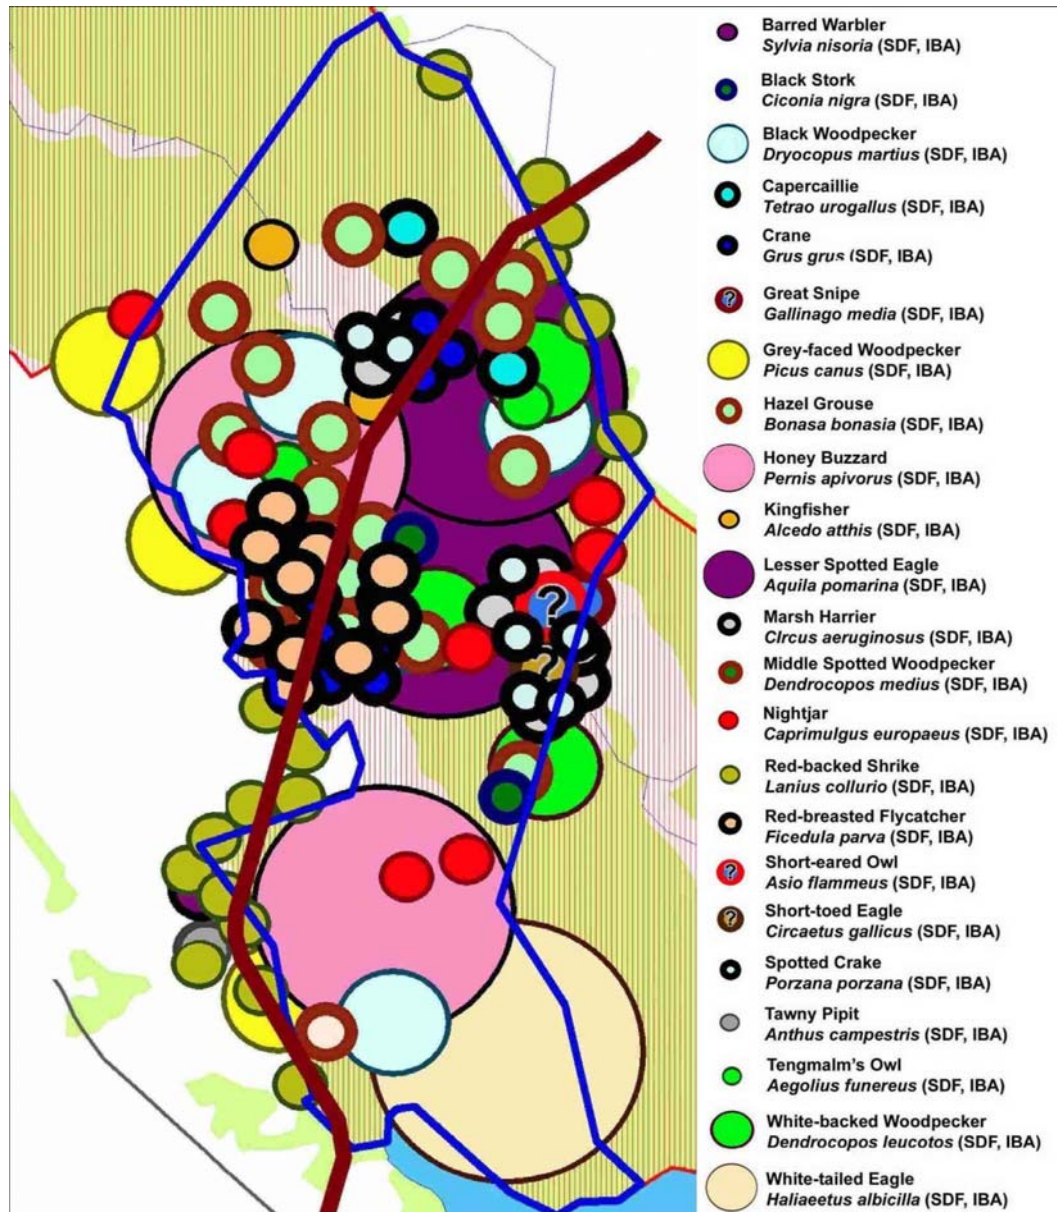 Barred Warbler
Sylvia nisoria (SDF, IBA)
Black Stork
Ciconia nigra (SDF, IBA)
Black Woodpecker
Dryocopus martius (SDF, IBA)
Capercaillie
Tetrao urogallus (SDF, IBA)
Crane
Grus grus (SDF, IBA)
?
Great Snipe
Gallinago media (SDF, IBA)
Grey-faced Woodpecker
Picus canus (SDF, IBA)
Hazel Grouse
Bonasa bonasia (SDF, IBA)
Honey Buzzard
Pernis apivorus (SDF, IBA)
Kingfisher
Alcedo atthis (SDF, IBA)
Lesser Spotted Eagle
Aquila pomarina (SDF, IBA)
?
?
Marsh Harrier
CIrcus aeruginosus (SDF, IBA)
Middle Spotted Woodpecker
Dendrocopos medius (SDF, IBA)
Nightjar
Caprimulgus europaeus (SDF, IBA)
Red-backed Shrike
Lanius collurio (SDF, IBA)
Red-breasted Flycatcher
Ficedula parva (SDF, IBA)
?
Short-eared Owl
Asio flammeus (SDF, IBA)
?
Short-toed Eagle
Circaetus gallicus (SDF, IBA)
Spotted Crake
Porzana porzana (SDF, IBA)
Tawny Pipit
Anthus campestris (SDF, IBA)
Tengmalm's Owl
Aegolius funereus (SDF, IBA)
White-backed Woodpecker
Dendrocopos leucotos (SDF, IBA)
White-tailed Eagle
Haliaeetus albicilla (SDF, IBA)